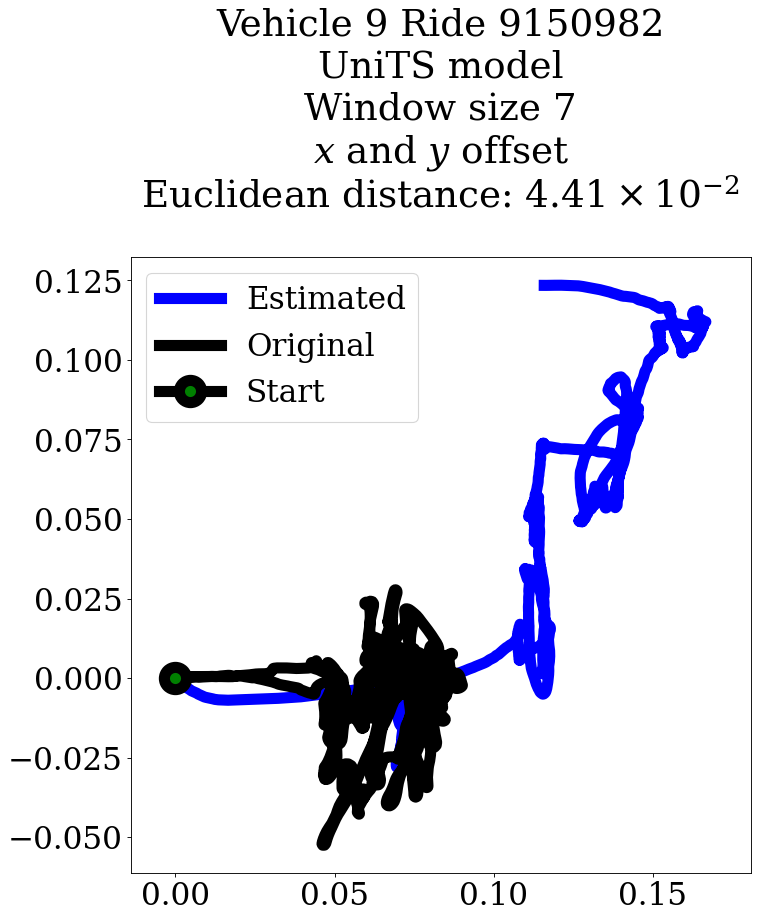 Vehicle 9 Ride 9150982
UniTS model
Window size 7
x and y offset
Euclidean distance: 4.41 × 10⁻²
Estimated
Original
Start
0.125
0.100
0.075
0.050
0.025
0.000
−0.025
−0.050
0.00 0.05 0.10 0.15